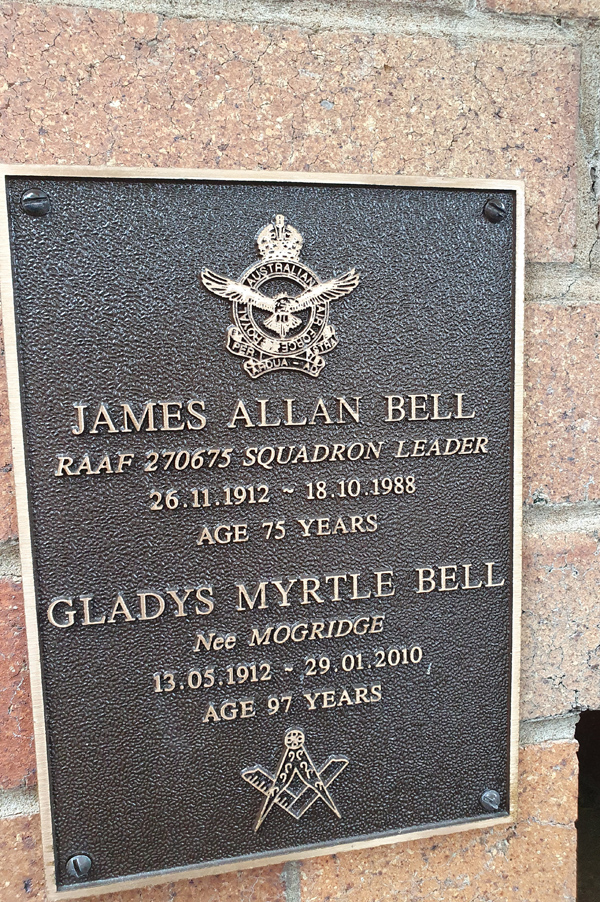 ROYAL AUSTRALIAN AIR FORCE
PER ARDUA - AD ASTRA
JAMES ALLAN BELL
RAAF 270675 SQUADRON LEADER
26.11.1912 ~ 18.10.1988
AGE 75 YEARS
GLADYS MYRTLE BELL
Nee MOGRIDGE
13.05.1912 - 29.01.2010
AGE 97 YEARS